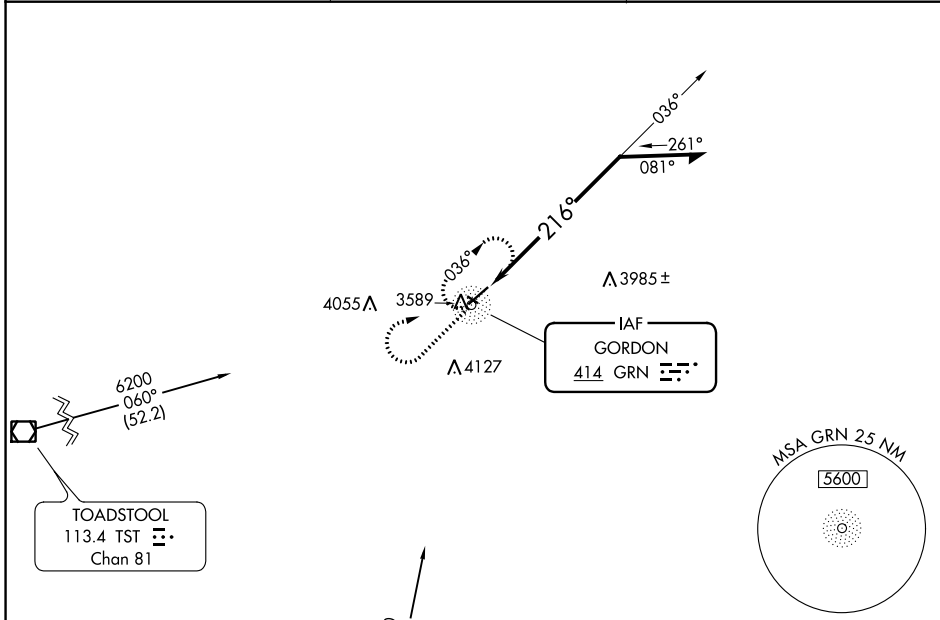 036°
261°
081°
216°
036°
3985±
4055
3589
IAF
GORDON
414 GRN
4127
6200
060°
(52.2)
MSA GRN 25 NM
5600
TOADSTOOL
113.4 TST
Chan 81